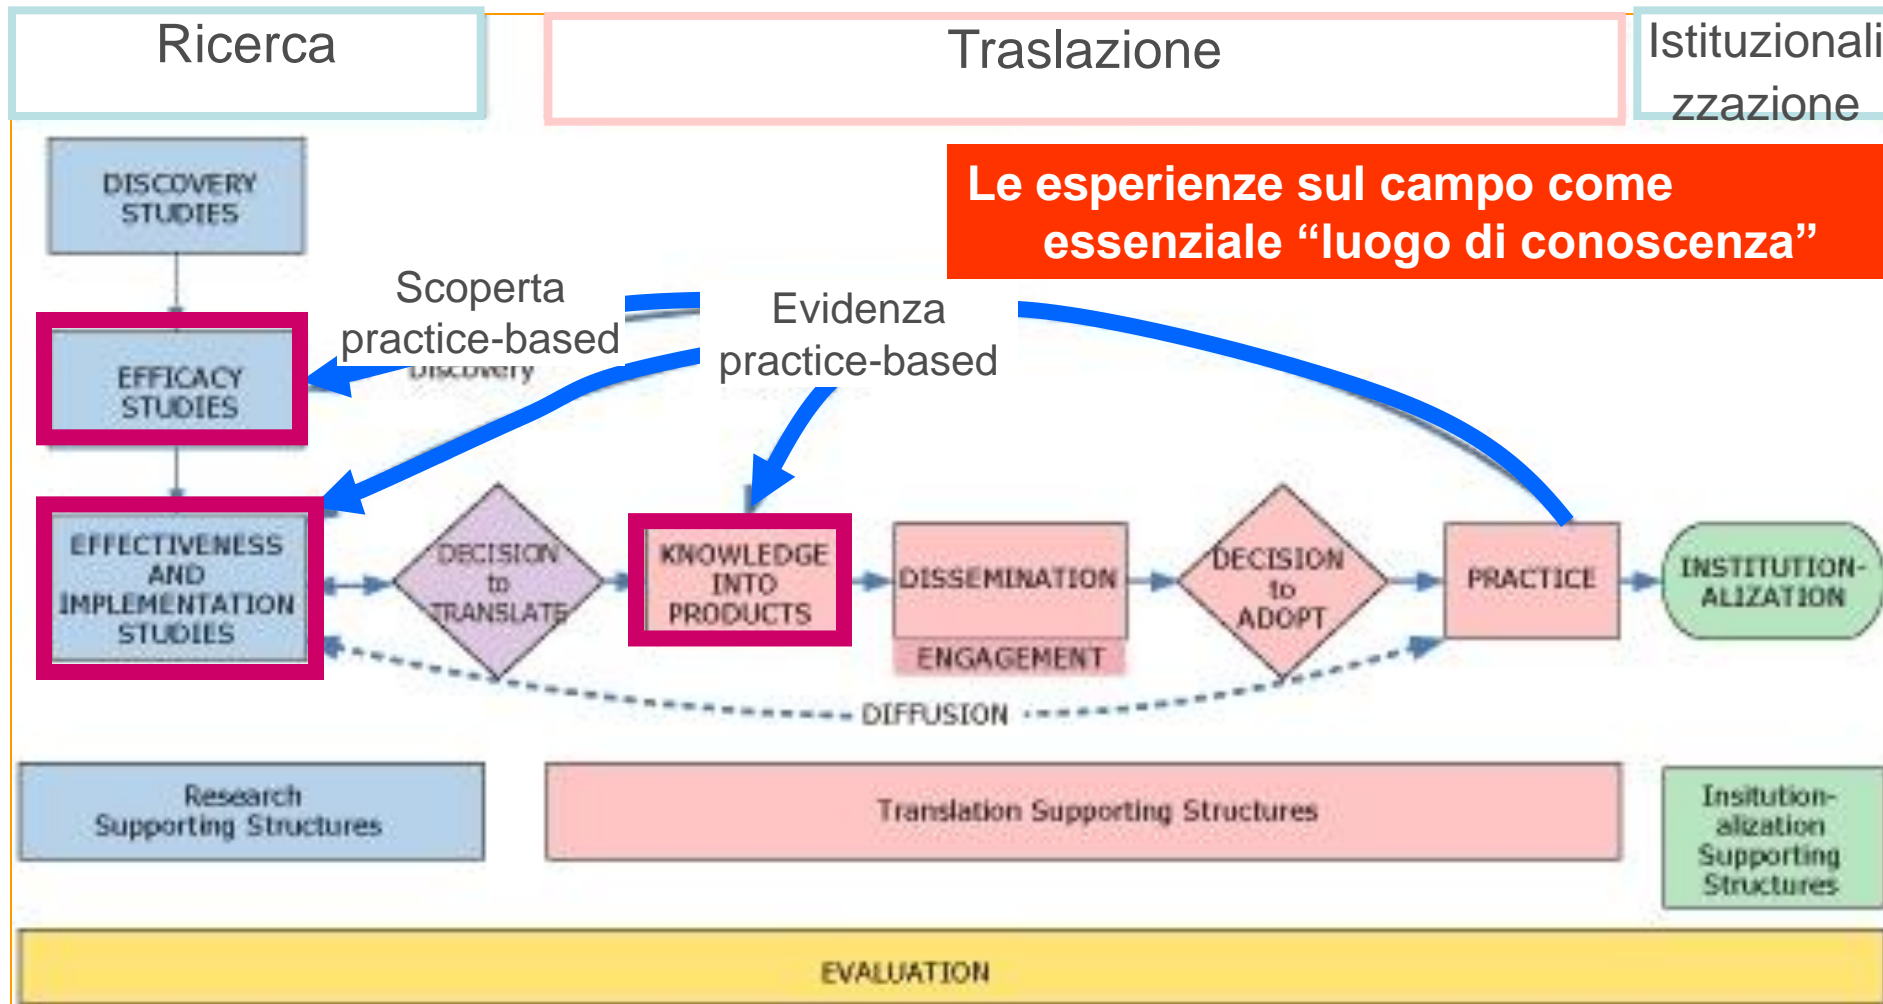 Ricerca
Traslazione
Istituzionali
zzazione
DISCOVERY
STUDIES
Le esperienze sul campo come
essenziale “luogo di conoscenza”
Scoperta
practice-based
Discovery
Evidenza
practice-based
EFFICACY
STUDIES
EFFECTIVENESS
AND
IMPLEMENTATION
STUDIES
DECISION
to
TRANSLATE
KNOWLEDGE
INTO
PRODUCTS
DISSEMINATION
ENGAGEMENT
DECISION
to
ADOPT
PRACTICE
INSTITUTION-
ALIZATION
DIFFUSION
Research
Supporting Structures
Translation Supporting Structures
Insitution-
alization
Supporting
Structures
EVALUATION